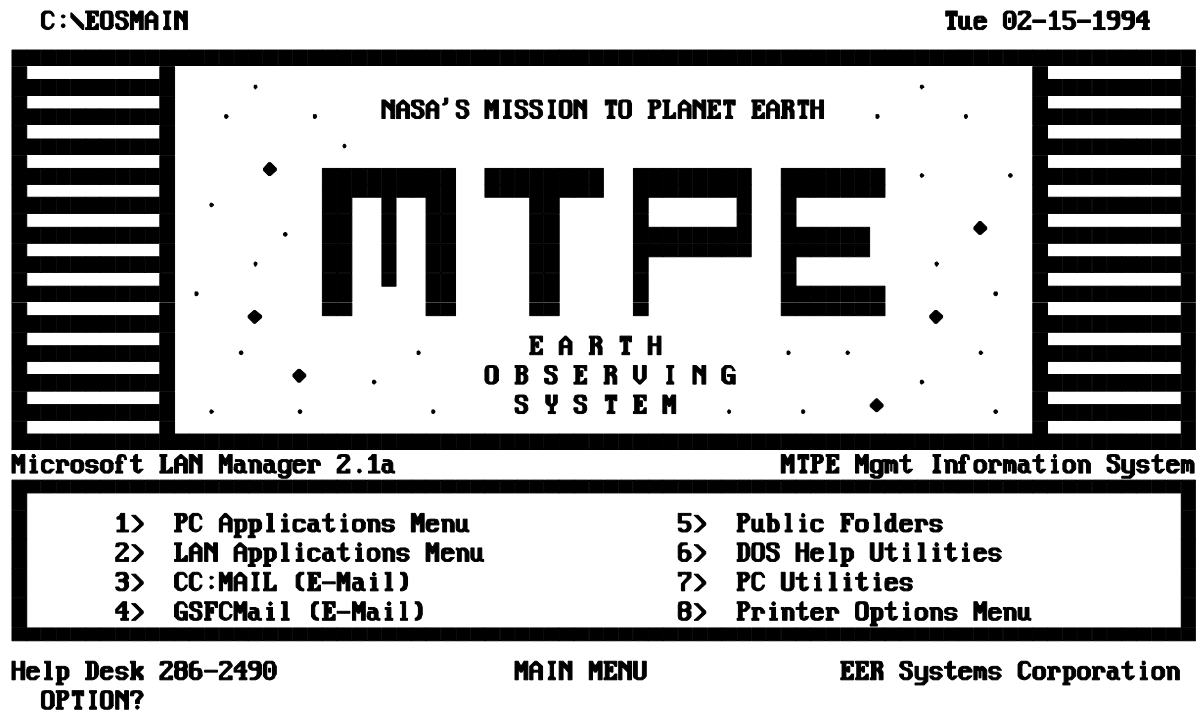 C:\EOSMAIN Tue 02-15-1994
NASA'S MISSION TO PLANET EARTH
MTPE
EARTH
OBSERVING
SYSTEM
Microsoft LAN Manager 2.1a MTPE Mgmt Information System
1> PC Applications Menu 5> Public Folders
2> LAN Applications Menu 6> DOS Help Utilities
3> CC:MAIL (E-Mail) 7> PC Utilities
4> GSFCMail (E-Mail) 8> Printer Options Menu
Help Desk 286-2490 MAIN MENU EER Systems Corporation
OPTION?